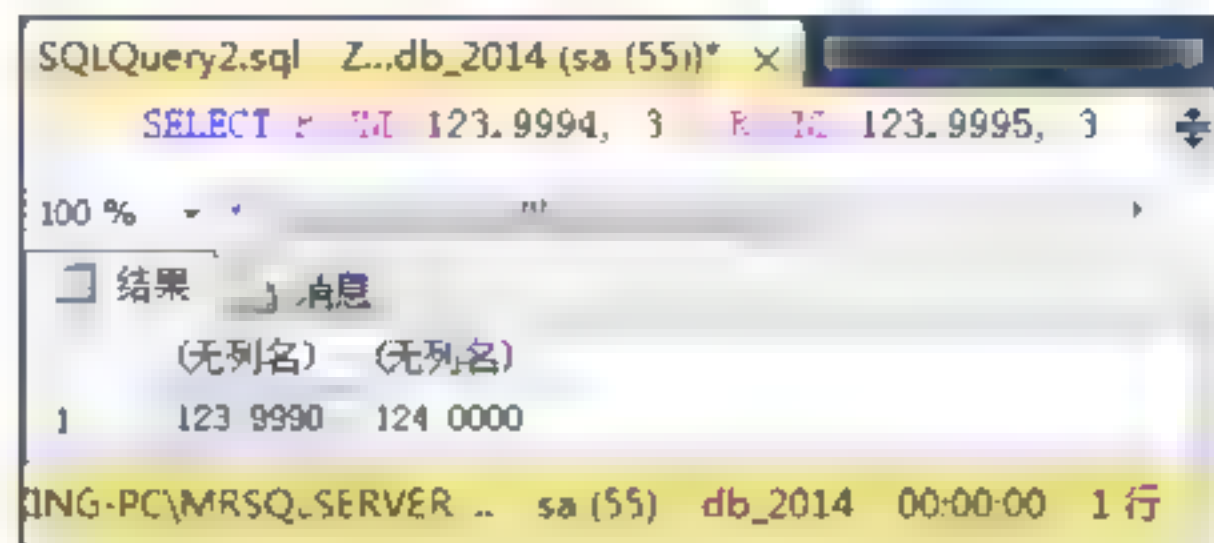 SQLQuery2.sql Z...db_2014 (sa (55))* ×
SELECT 123.9994, 3 123.9995, 3
100 %
结果 消息
(无列名) (无列名)
1 123 9990 124 0000
sa (55) db_2014 00:00:00 1 行